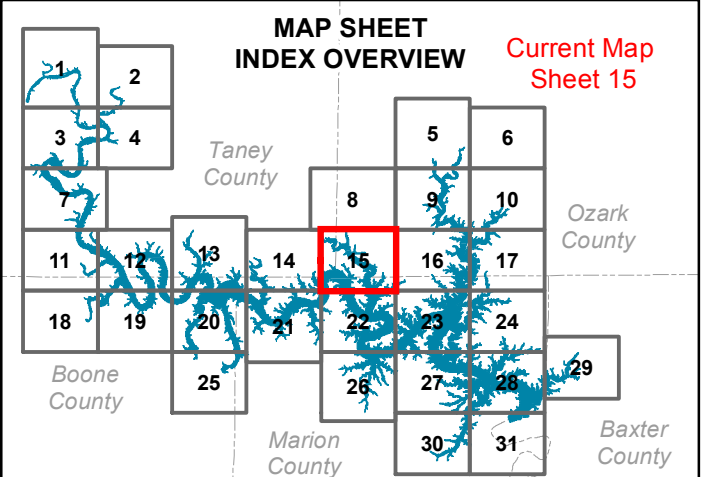 MAP SHEET
INDEX OVERVIEW
Current Map
Sheet 15
1
2
3
4
5
6
Taney
County
7
8
9
10
Ozark
County
11
12
13
14
15
16
17
18
19
20
21
22
23
24
25
26
27
28
29
Boone
County
Marion
County
30
31
Baxter
County